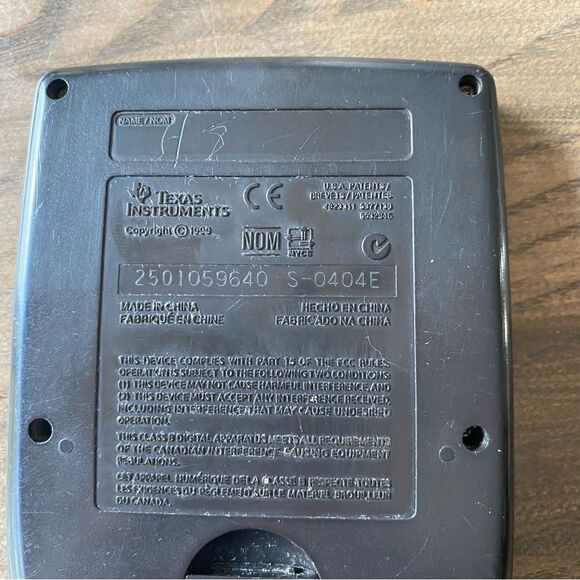 NAME/NOM
TEXAS
INSTRUMENTS
Copyright © 1999
CE
U.S.A. PATENTS/
BREVETS/PATENTES
4823311 5377130
NOM
NYCE
2501059640 S-0404E
MADE IN CHINA
FABRIQUÉ EN CHINE
HECHO EN CHINA
FABRICADO NA CHINA
THIS DEVICE COMPLIES WITH PART 15 OF THE FCC RULES.
OPERATION IS SUBJECT TO THE FOLLOWING TWO CONDITIONS:
(1) THIS DEVICE MAY NOT CAUSE HARMFUL INTERFERENCE AND
(2) THIS DEVICE MUST ACCEPT ANY INTERFERENCE RECEIVED
INCLUDING INTERFERENCE THAT MAY CAUSE UNDESIRED
OPERATION.
THIS CLASS B DIGITAL APPARATUS MEETS ALL REQUIREMENTS
OF THE CANADIAN INTERFERENCE-CAUSING EQUIPMENT
REGULATIONS.
CET APPAREIL NUMÉRIQUE DE LA CLASSE B RESPECTE TOUTES
LES EXIGENCES DU RÈGLEMENT SUR LE MATÉRIEL BROUILLEUR
DU CANADA.